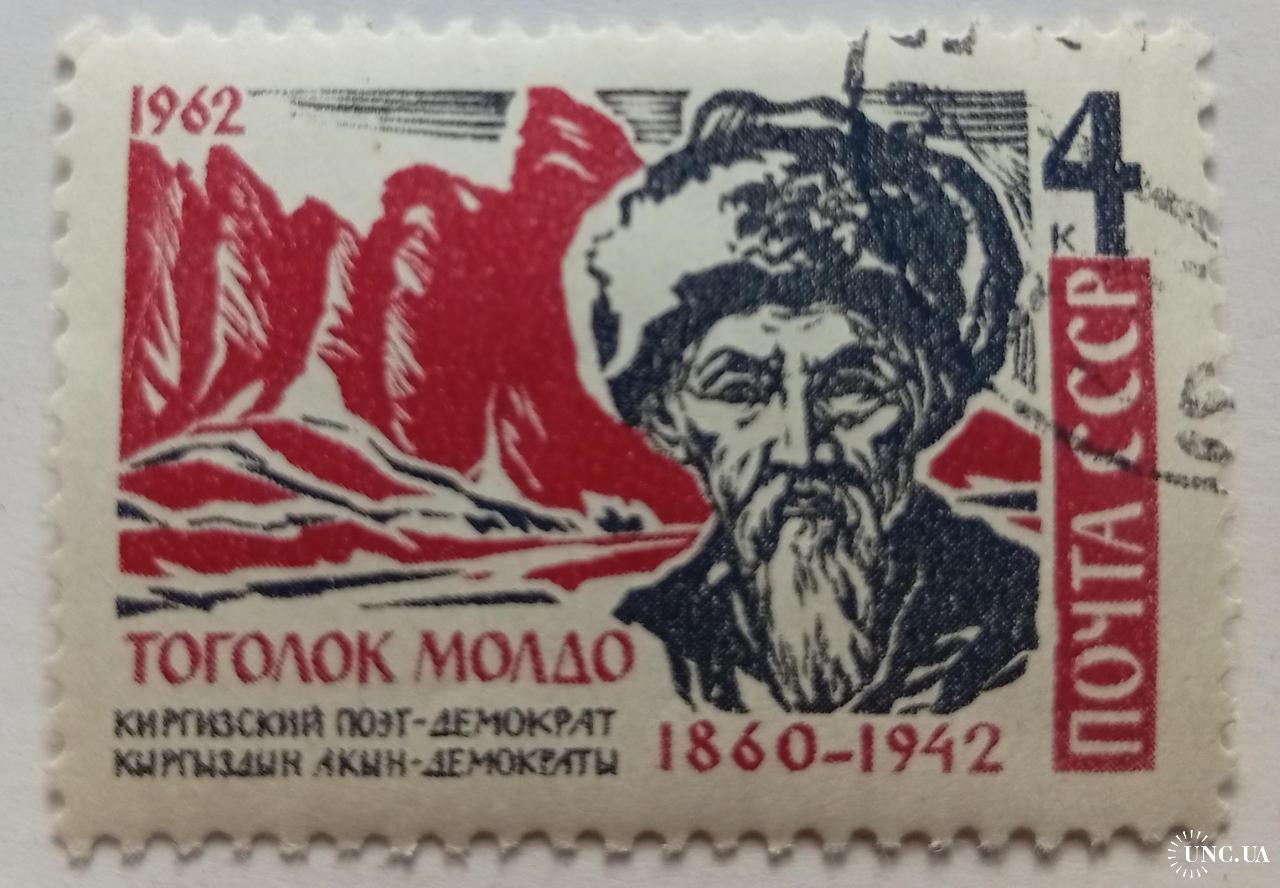 1962
4
к
ПОЧТА СССР
ТОГОЛОК МОЛДО
КИРГИЗСКИЙ ПОЭТ-ДЕМОКРАТ
КЫРГЫЗДЫН АКЫН-ДЕМОКРАТЫ
1860-1942
UNC.UA